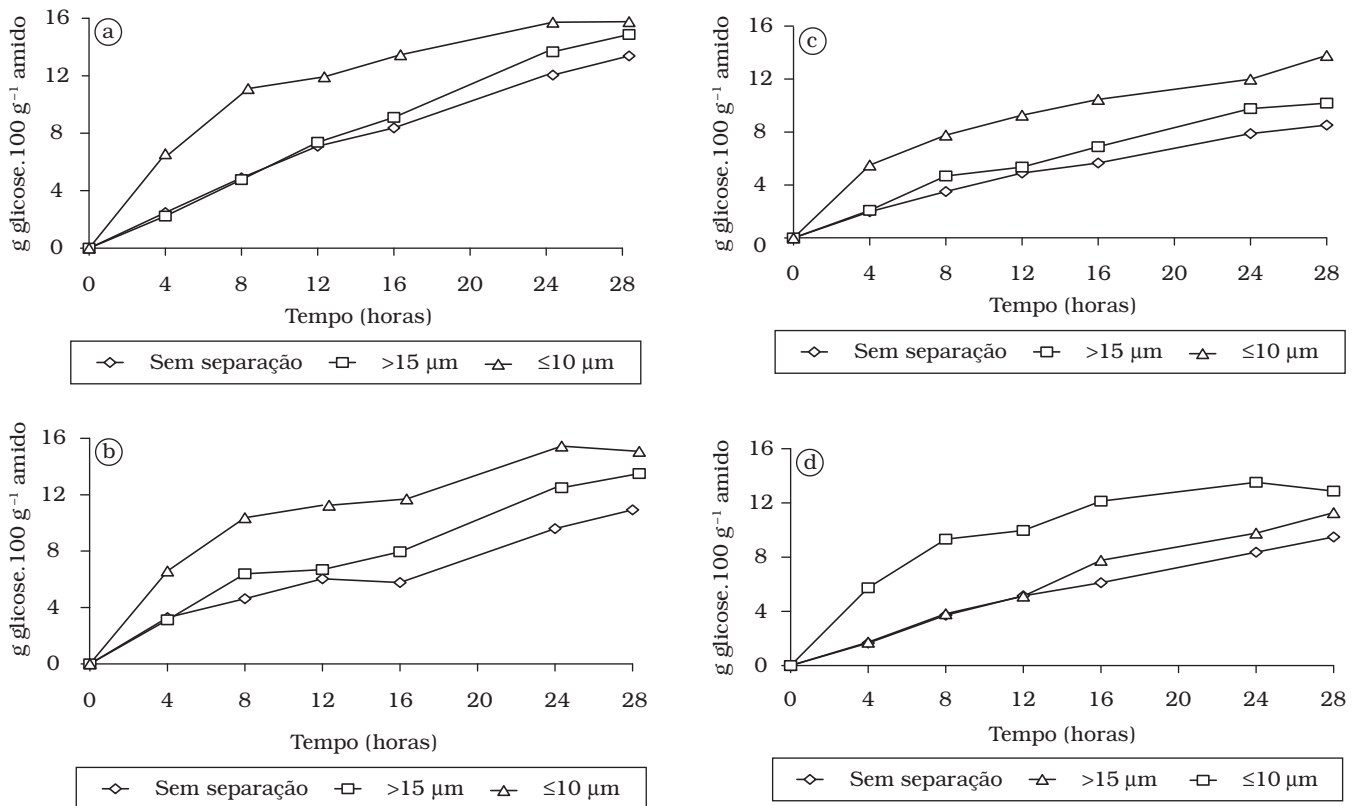 a
g glicose.100 g⁻¹ amido
16
12
8
4
0
0 4 8 12 16 20 24 28
Tempo (horas)
Sem separação >15 µm ≤10 µm
b
g glicose.100 g⁻¹ amido
16
12
8
4
0
0 4 8 12 16 20 24 28
Tempo (horas)
Sem separação >15 µm ≤10 µm
c
g glicose.100 g⁻¹ amido
16
12
8
4
0
0 4 8 12 16 20 24 28
Tempo (horas)
Sem separação >15 µm ≤10 µm
d
g glicose.100 g⁻¹ amido
16
12
8
4
0
0 4 8 12 16 20 24 28
Tempo (horas)
Sem separação >15 µm ≤10 µm